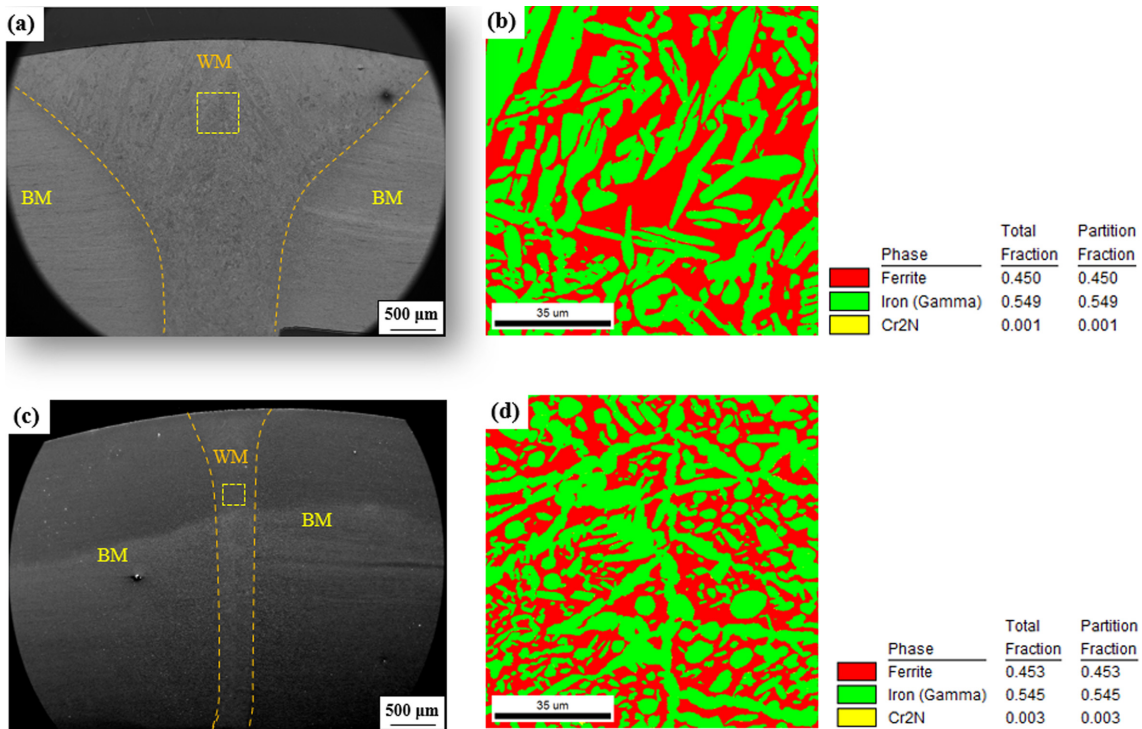 (a)
WM
BM
BM
500 μm
(b)
35 um
Total Partition
Phase Fraction Fraction
Ferrite 0.450 0.450
Iron (Gamma) 0.549 0.549
Cr2N 0.001 0.001
(c)
WM
BM
BM
500 μm
(d)
35 um
Total Partition
Phase Fraction Fraction
Ferrite 0.453 0.453
Iron (Gamma) 0.545 0.545
Cr2N 0.003 0.003